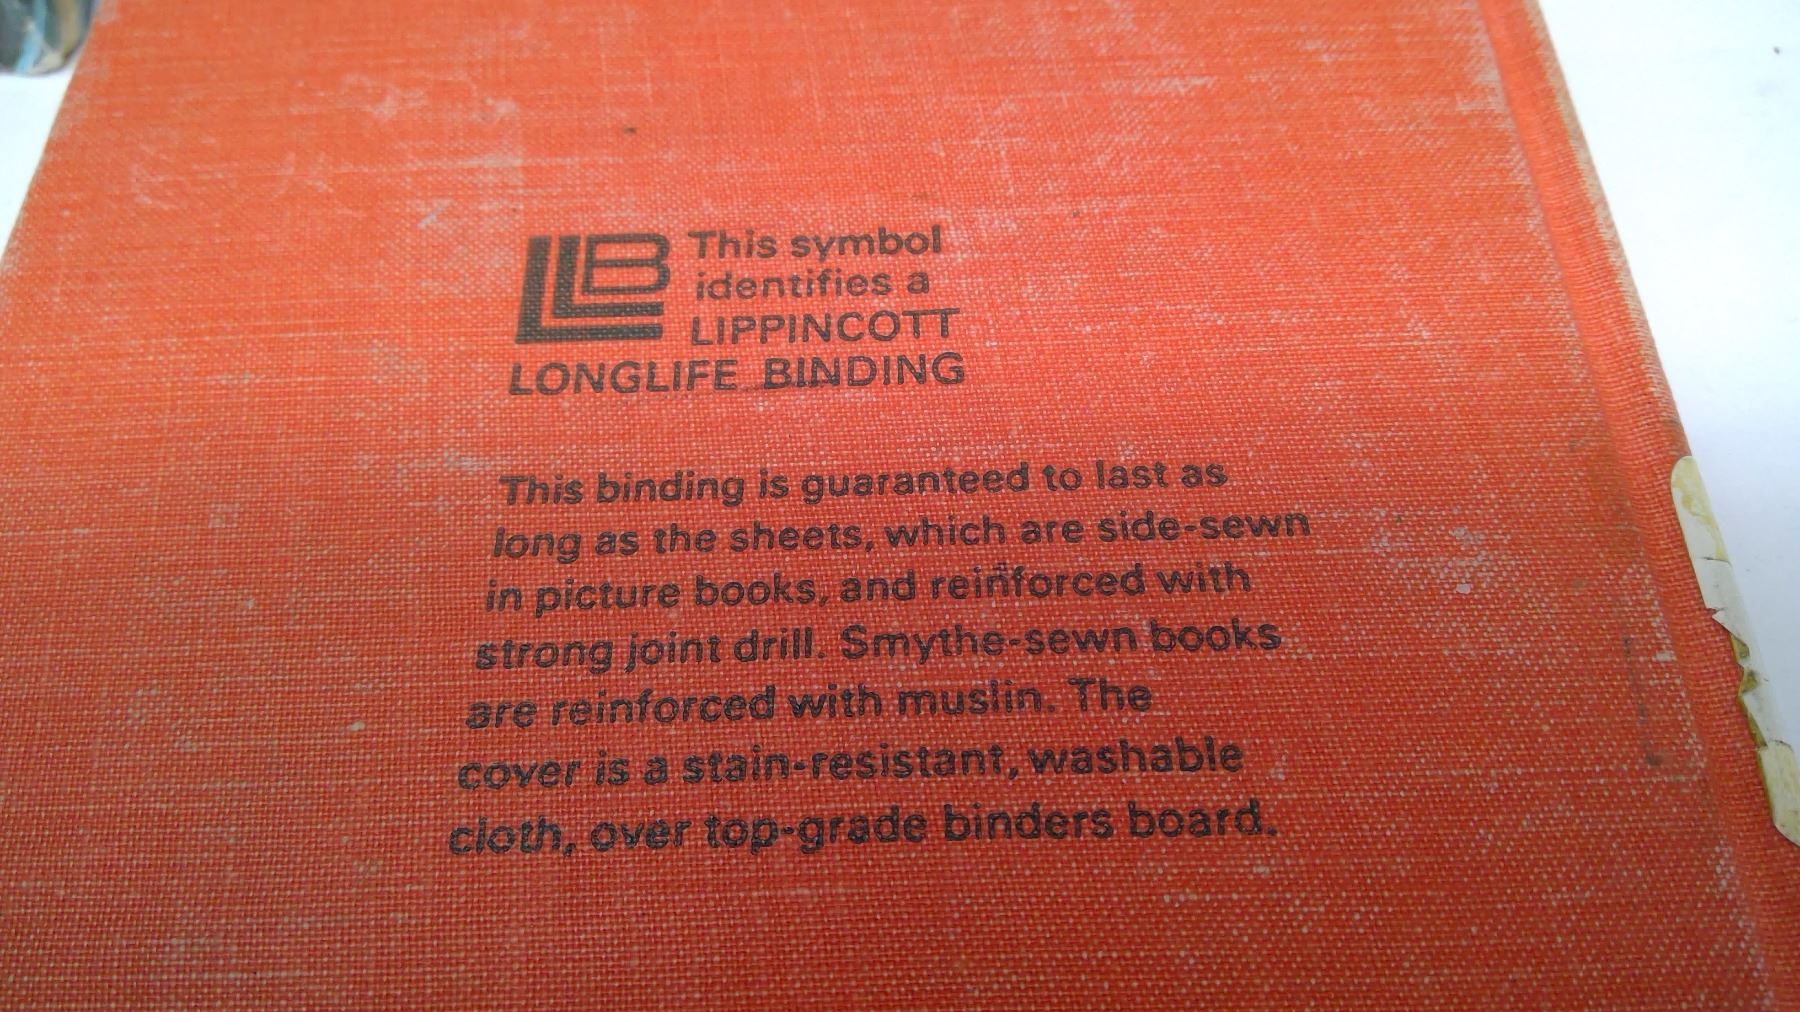 LLB This symbol
identifies a
LIPPINCOTT
LONGLIFE BINDING
This binding is guaranteed to last as
long as the sheets, which are side-sewn
in picture books, and reinforced with
strong joint drill. Smythe-sewn books
are reinforced with muslin. The
cover is a stain-resistant, washable
cloth, over top-grade binders board.